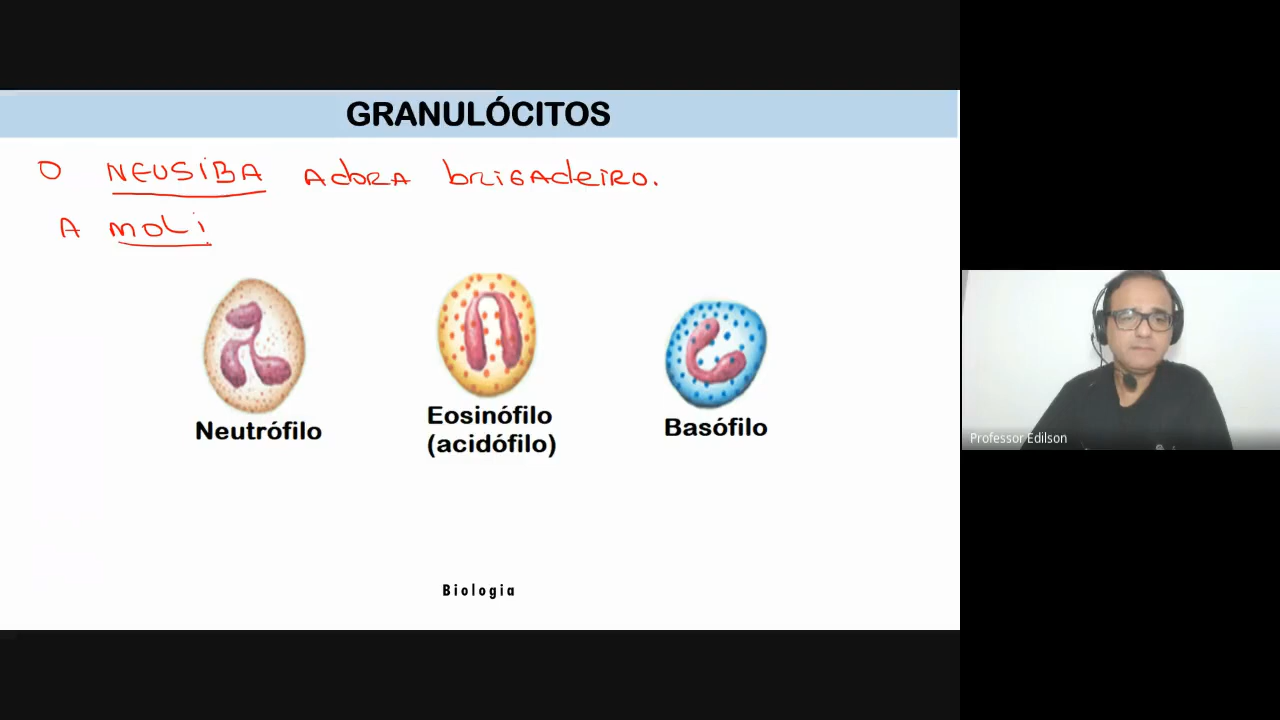 GRANULÓCITOS
O NEUSiBA AdORA bRiGAdeiRO.
A MOLi
Neutrófilo
Eosinófilo
(acidófilo)
Basófilo
Biologia
Professor Edilson